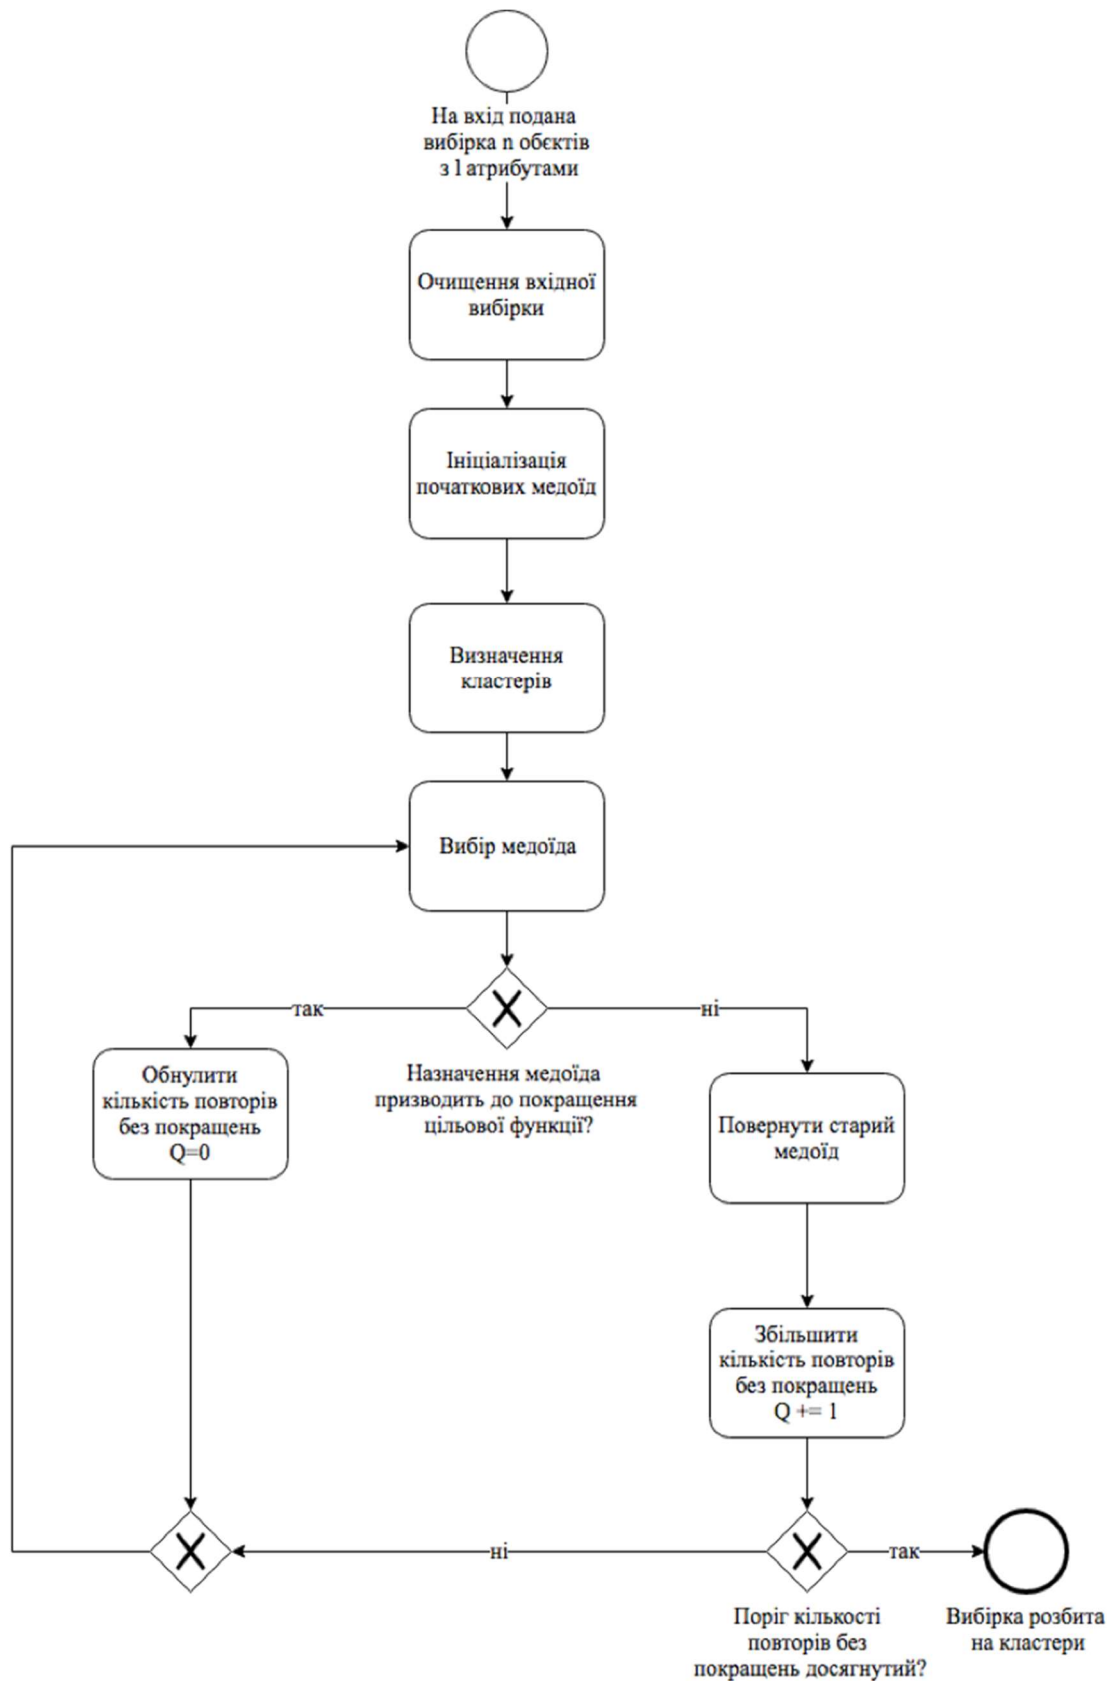 На вхід подана
вибірка n обєктів
з l атрибутами
Очищення вхідної
вибірки
Ініціалізація
початкових медоїд
Визначення
кластерів
Вибір медоїда
так
ні
Назначення медоїда
призводить до покращення
цільової функції?
Обнулити
кількість повторів
без покращень
Q=0
Повернути старий
медоїд
Збільшити
кількість повторів
без покращень
Q += 1
ні
так
Поріг кількості
повторів без
покращень досягнутий?
Вибірка розбита
на кластери